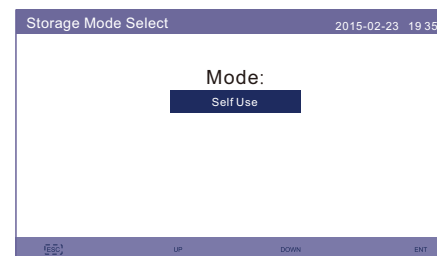 Storage Mode Select 2015-02-23 19 35
Mode:
Self Use
ESC UP DOWN ENT